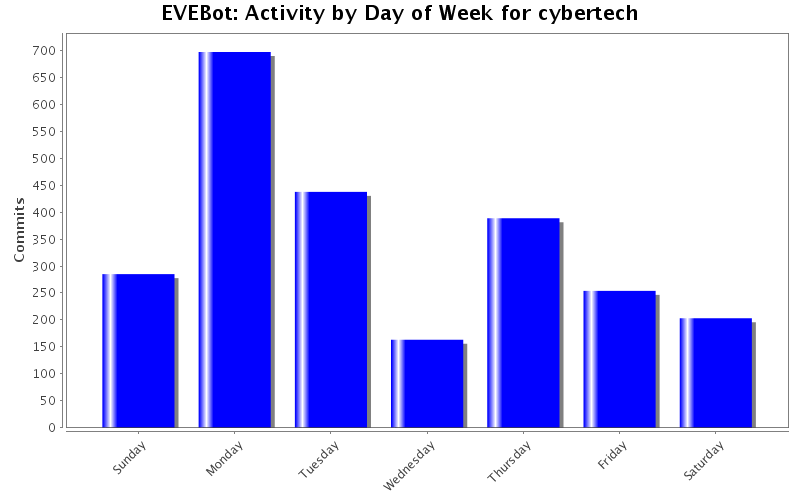 EVEBot: Activity by Day of Week for cybertech
Commits
700
650
600
550
500
450
400
350
300
250
200
150
100
50
0
Sunday
Monday
Tuesday
Wednesday
Thursday
Friday
Saturday